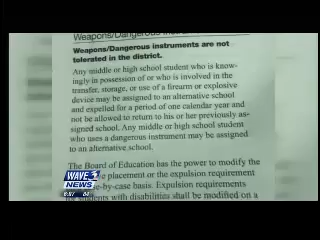 Weapons/Dangerous
Weapons/Dangerous instruments are not
tolerated in the district.
Any middle or high school student who is know-
ingly in possession of or who is involved in the
transfer, storage, or use of a firearm or explosive
device may be assigned to an alternative school
and expelled for a period of one calendar year and
not be allowed to return to his or her previously as-
signed school. Any middle or high school student
who uses a dangerous instrument may be assigned
to an alternative school.
The Board of Education has the power to modify the
placement or the expulsion requirement
case-by-case basis. Expulsion requirements
students with disabilities shall be modified on a
WAVE 3
NEWS